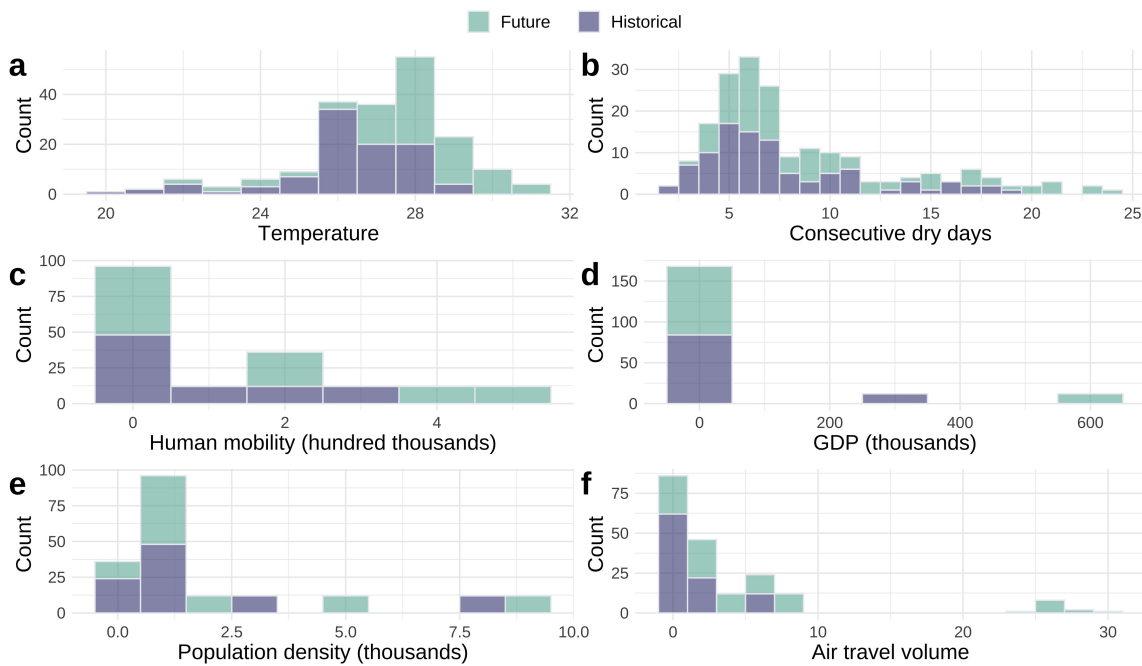 Future Historical
a
Count
40
20
0
20 24 28 32
Temperature
b
Count
30
20
10
0
5 10 15 20 25
Consecutive dry days
c
Count
100
75
50
25
0
0 2 4
Human mobility (hundred thousands)
d
Count
150
100
50
0
0 200 400 600
GDP (thousands)
e
Count
100
75
50
25
0
0.0 2.5 5.0 7.5 10.0
Population density (thousands)
f
Count
75
50
25
0
0 10 20 30
Air travel volume